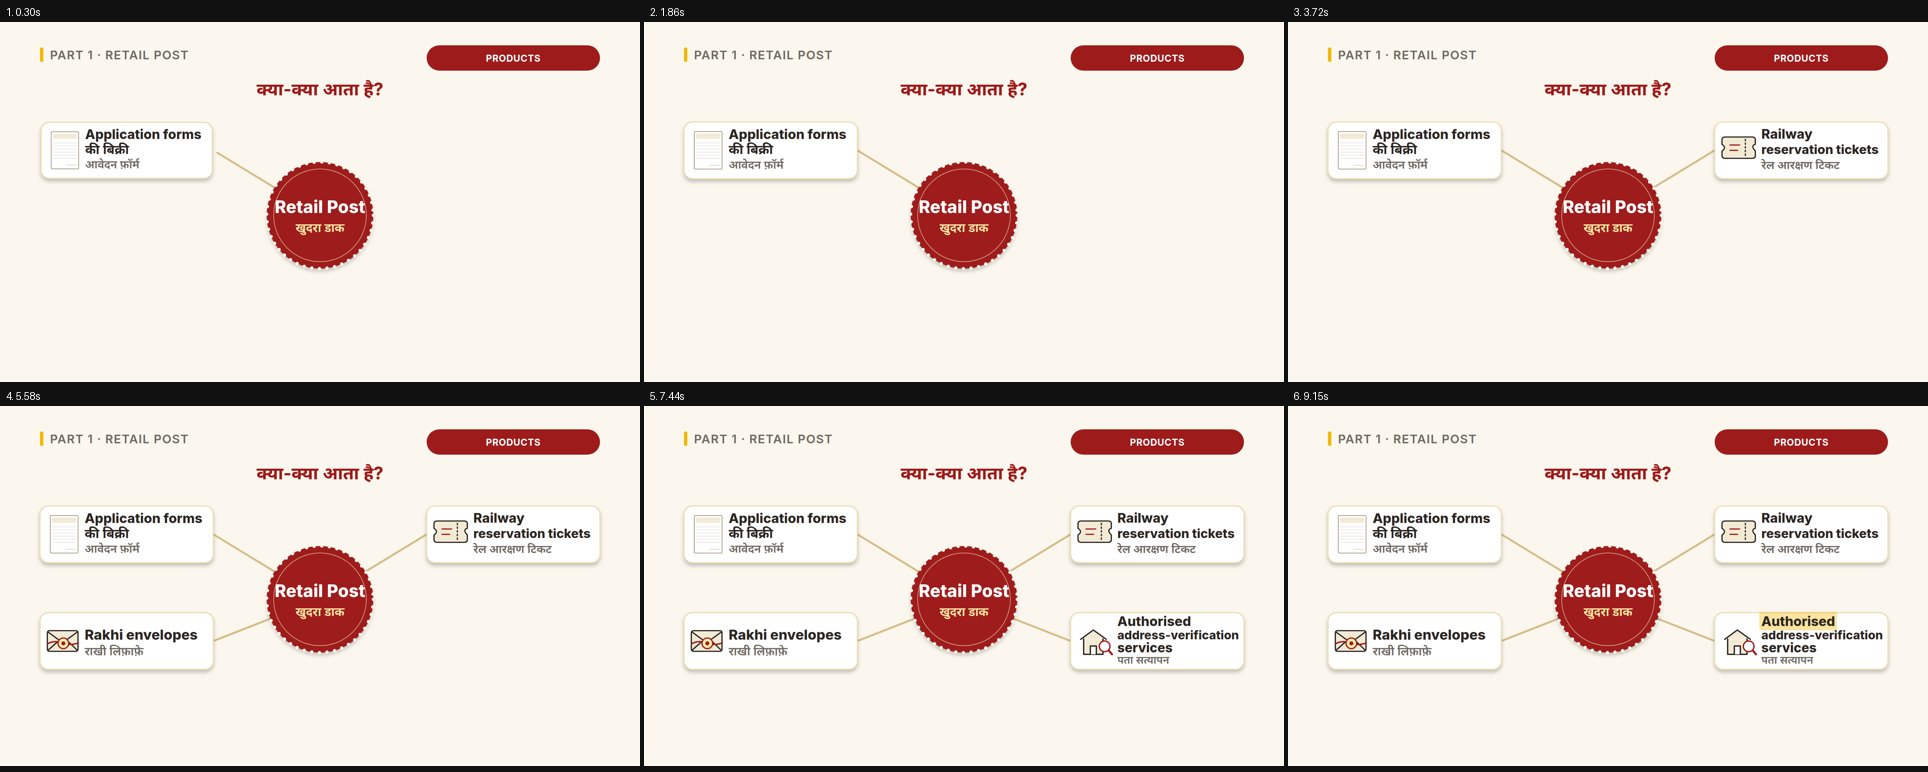 1. 0.30s
PART 1 · RETAIL POST
PRODUCTS
क्या-क्या आता है?
Application forms
की बिक्री
आवेदन फ़ॉर्म
Retail Post
खुदरा डाक
2. 1.86s
PART 1 · RETAIL POST
PRODUCTS
क्या-क्या आता है?
Application forms
की बिक्री
आवेदन फ़ॉर्म
Retail Post
खुदरा डाक
3. 3.72s
PART 1 · RETAIL POST
PRODUCTS
क्या-क्या आता है?
Application forms
की बिक्री
आवेदन फ़ॉर्म
Railway
reservation tickets
रेल आरक्षण टिकट
Retail Post
खुदरा डाक
4. 5.58s
PART 1 · RETAIL POST
PRODUCTS
क्या-क्या आता है?
Application forms
की बिक्री
आवेदन फ़ॉर्म
Railway
reservation tickets
रेल आरक्षण टिकट
Retail Post
खुदरा डाक
Rakhi envelopes
राखी लिफ़ाफ़े
5. 7.44s
PART 1 · RETAIL POST
PRODUCTS
क्या-क्या आता है?
Application forms
की बिक्री
आवेदन फ़ॉर्म
Railway
reservation tickets
रेल आरक्षण टिकट
Retail Post
खुदरा डाक
Rakhi envelopes
राखी लिफ़ाफ़े
Authorised
address-verification
services
पता सत्यापन
6. 9.15s
PART 1 · RETAIL POST
PRODUCTS
क्या-क्या आता है?
Application forms
की बिक्री
आवेदन फ़ॉर्म
Railway
reservation tickets
रेल आरक्षण टिकट
Retail Post
खुदरा डाक
Rakhi envelopes
राखी लिफ़ाफ़े
Authorised
address-verification
services
पता सत्यापन